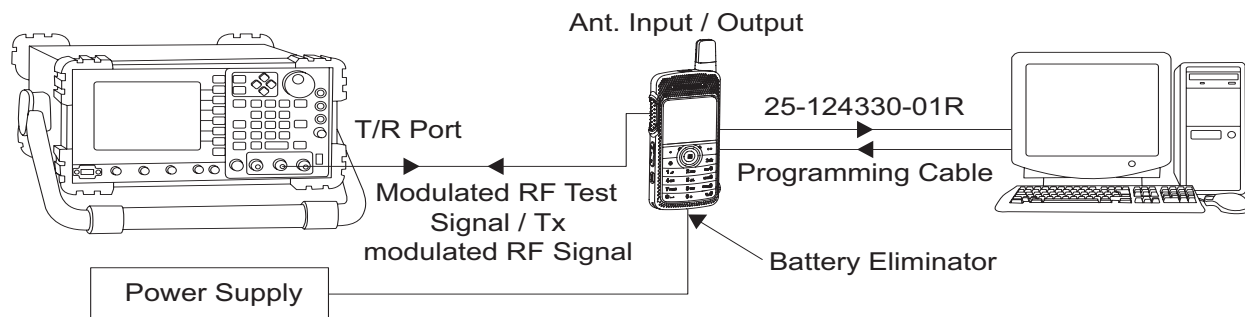 Ant. Input / Output
25-124330-01R
T/R Port
Programming Cable
Modulated RF Test
Signal / Tx
modulated RF Signal
Battery Eliminator
Power Supply